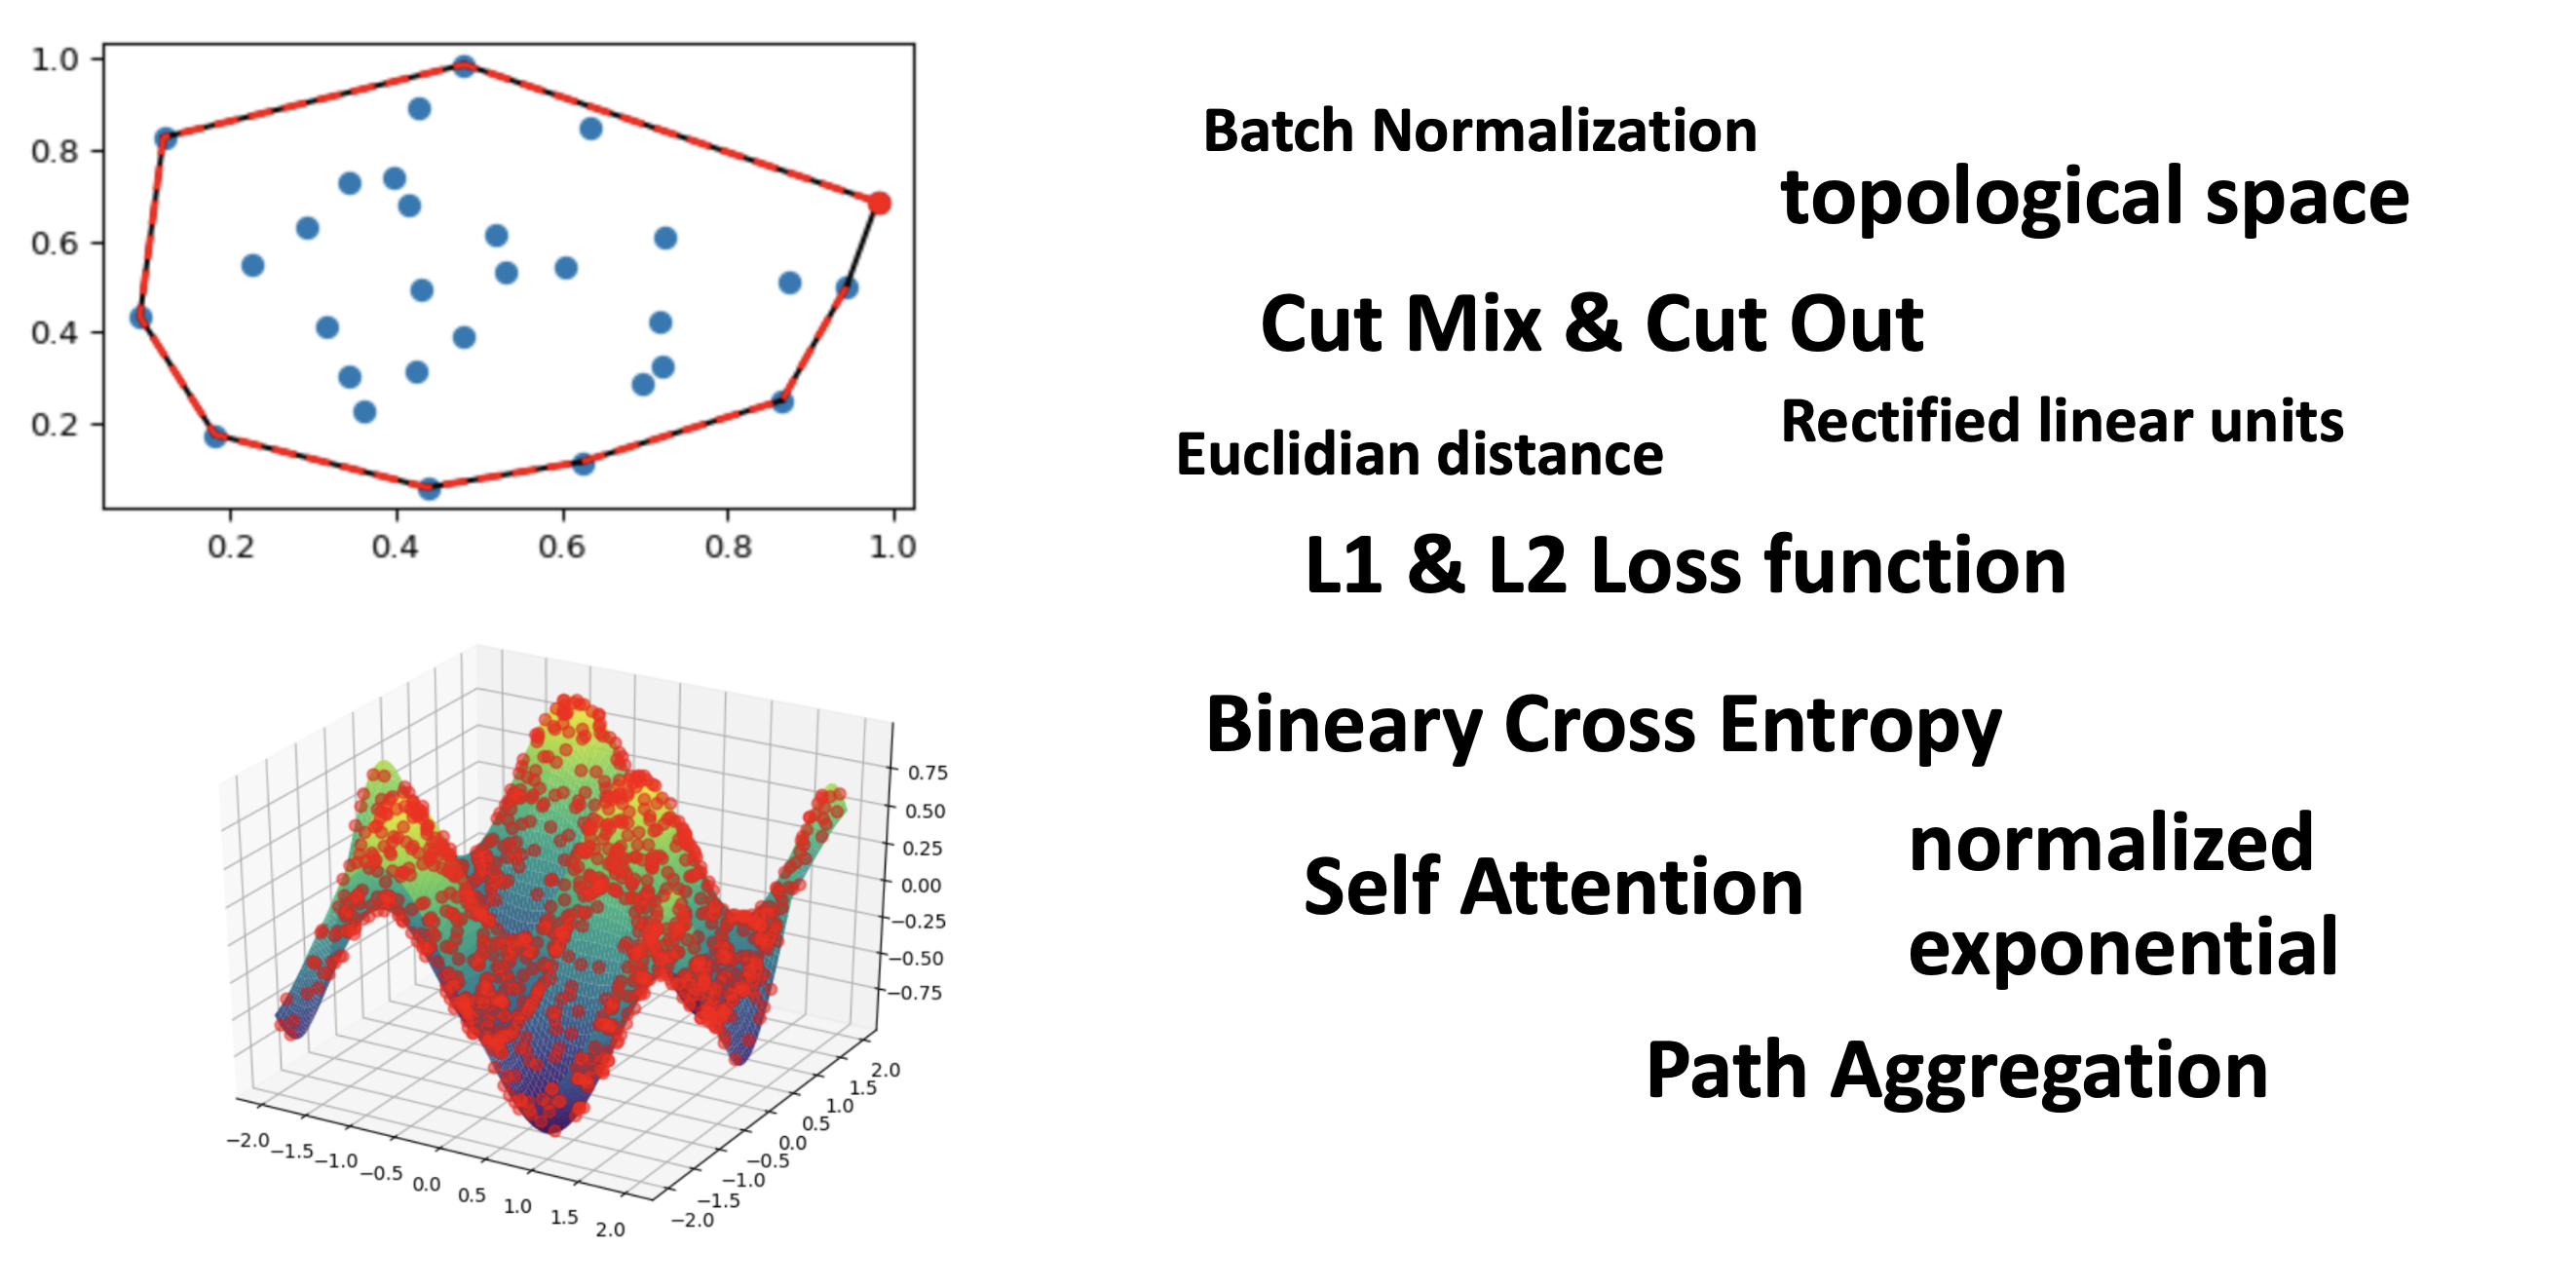 1.0
0.8
0.6
0.4
0.2
0.2 0.4 0.6 0.8 1.0
Batch Normalization
topological space
Cut Mix & Cut Out
Rectified linear units
Euclidian distance
L1 & L2 Loss function
Bineary Cross Entropy
Self Attention
normalized
exponential
Path Aggregation
0.75
0.50
0.25
0.00
−0.25
−0.50
−0.75
−2.0 −1.5 −1.0 −0.5 0.0 0.5 1.0 1.5 2.0
2.0
1.5
1.0
0.5
0.0
−0.5
−1.0
−1.5
−2.0